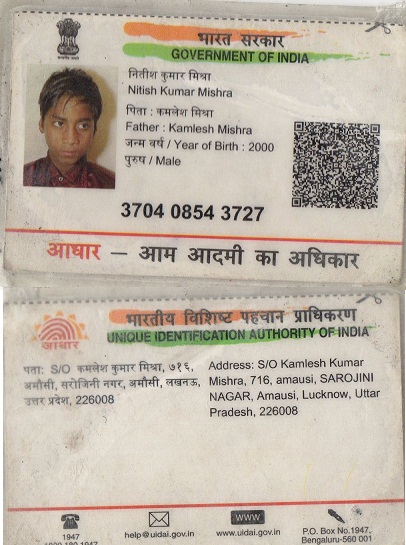 भारत सरकार
GOVERNMENT OF INDIA
नितीश कुमार मिश्रा
Nitish Kumar Mishra
पिता : कमलेश मिश्रा
Father : Kamlesh Mishra
जन्म वर्ष / Year of Birth : 2000
पुरुष / Male
3704 0854 3727
आधार – आम आदमी का अधिकार
भारतीय विशिष्ट पहचान प्राधिकरण
UNIQUE IDENTIFICATION AUTHORITY OF INDIA
आधार
पता: S/O कमलेश कुमार मिश्रा, ७१६,
अमौसी, सरोजिनी नगर, अमौसी, लखनऊ,
उत्तर प्रदेश, 226008
Address: S/O Kamlesh Kumar
Mishra, 716, amausi, SAROJINI
NAGAR, Amausi, Lucknow, Uttar
Pradesh, 226008
1947
help@uidai.gov.in
www
www.uidai.gov.in
P.O. Box No.1947,
Bengaluru-560 001